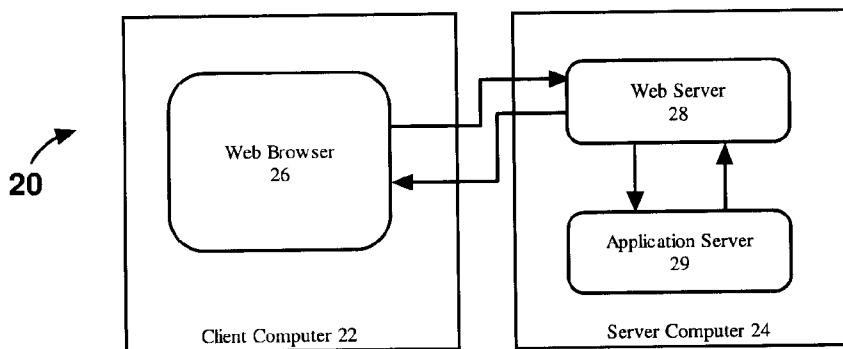 20
Web Browser
26
Client Computer 22
Web Server
28
Application Server
29
Server Computer 24